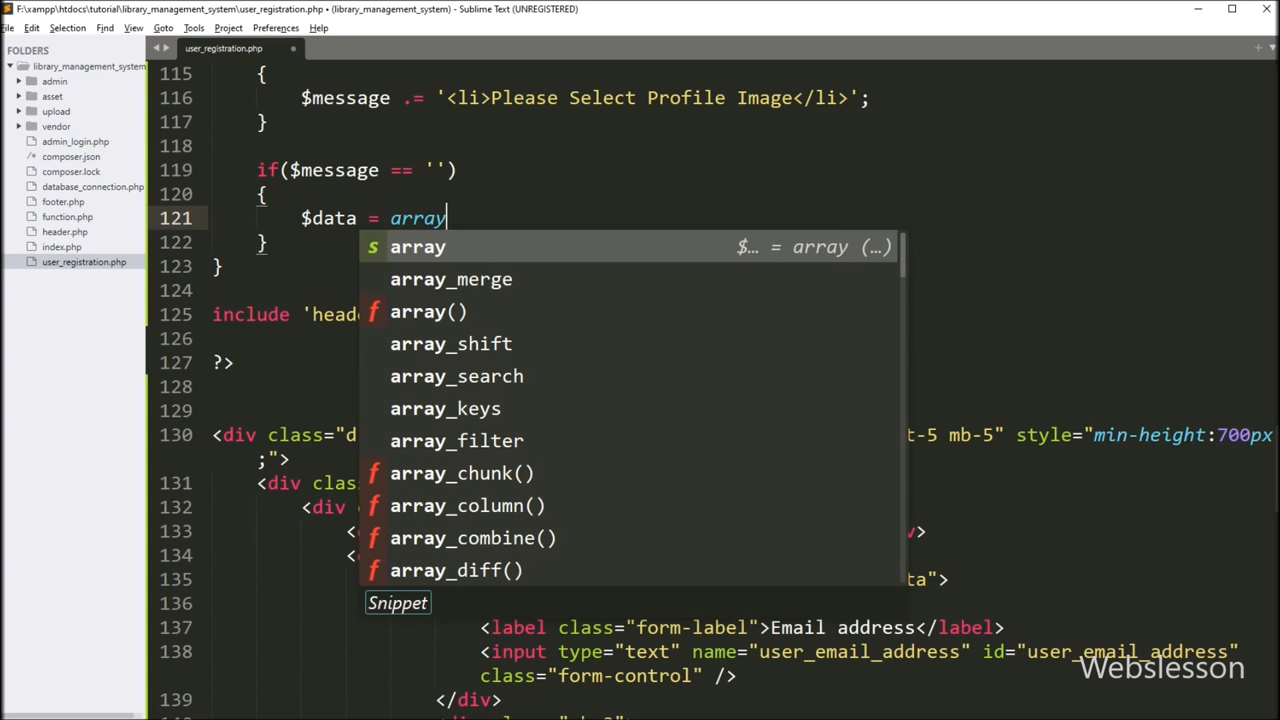 F:\xampp\htdocs\tutorial\library_management_system\user_registration.php • (library_management_system) - Sublime Text (UNREGISTERED)
File Edit Selection Find View Goto Tools Project Preferences Help
FOLDERS
library_management_system
admin
asset
upload
vendor
admin_login.php
composer.json
composer.lock
database_connection.php
footer.php
function.php
header.php
index.php
user_registration.php
user_registration.php
115 {
116 $message .= '<li>Please Select Profile Image</li>';
117 }
118
119 if($message == '')
120 {
121 $data = array
122 }
123 }
124
125 include 'heade
126
127 ?>
128
129
130 <div class="d t-5 mb-5" style="min-height:700px
;">
131 <div clas
132 <div
133 < >
134 <
135 ta">
136
137 <label class="form-label">Email address</label>
138 <input type="text" name="user_email_address" id="user_email_address"
class="form-control" />
139 </div>
s array $… = array (…)
array_merge
f array()
array_shift
array_search
array_keys
array_filter
f array_chunk()
f array_column()
f array_combine()
f array_diff()
Snippet
Webslesson